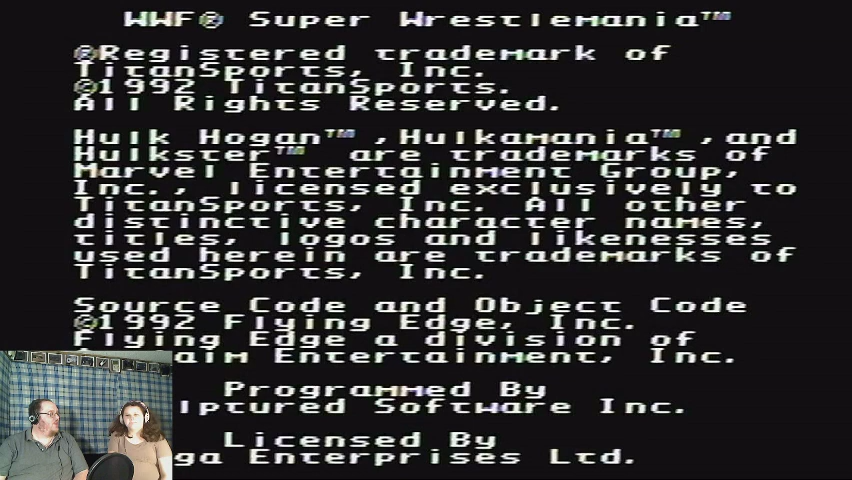 WWF® Super Wrestlemania™
®Registered trademark of
TitanSports, Inc.
©1992 TitanSports.
All Rights Reserved.
Hulk Hogan™ ,Hulkamania™ ,and
Hulkster™ are trademarks of
Marvel Entertainment Group,
Inc., licensed exclusively to
TitanSports, Inc. All other
distinctive character names,
titles, logos and likenesses
used herein are trademarks of
TitanSports, Inc.
Source Code and Object Code
©1992 Flying Edge, Inc.
Flying Edge a division of
laim Entertainment, Inc.
Programmed By
lptured Software Inc.
Licensed By
ga Enterprises Ltd.